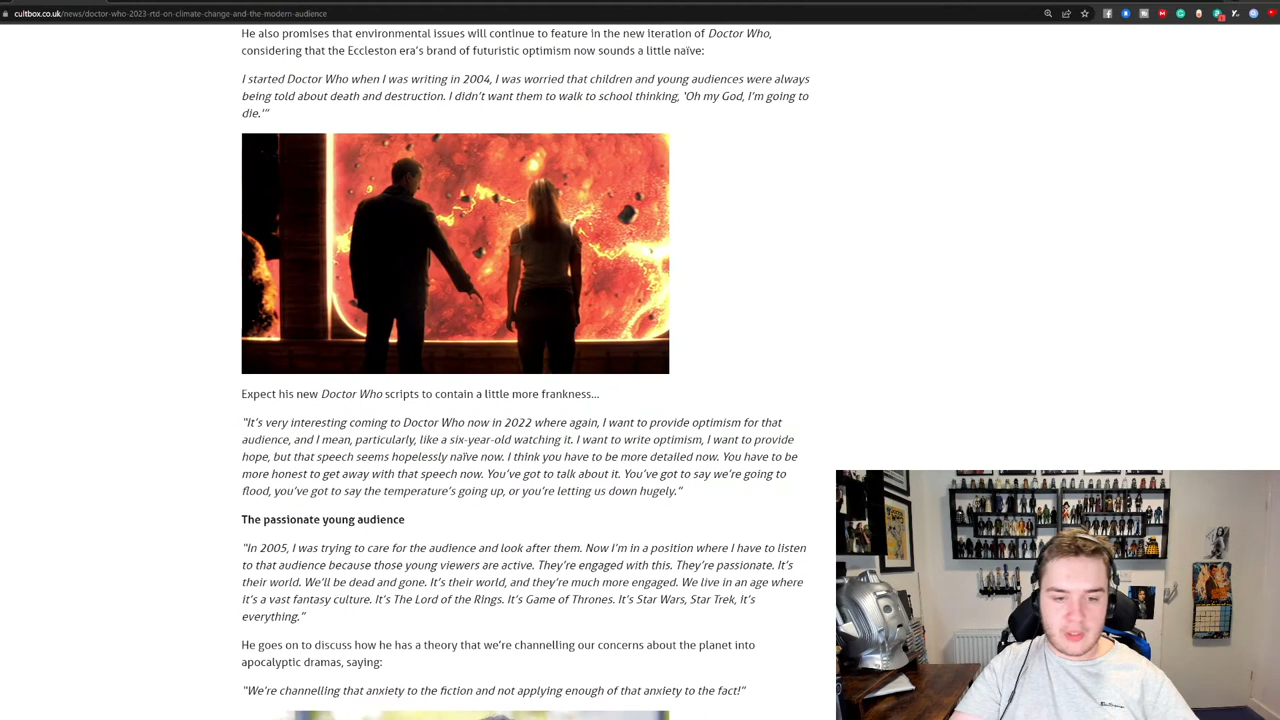 cultbox.co.uk/news/doctor-who-2023-rtd-on-climate-change-and-the-modern-audience
He also promises that environmental issues will continue to feature in the new iteration of Doctor Who,
considering that the Eccleston era's brand of futuristic optimism now sounds a little naïve:
I started Doctor Who when I was writing in 2004, I was worried that children and young audiences were always
being told about death and destruction. I didn't want them to walk to school thinking, 'Oh my God, I'm going to
die.'"
Expect his new Doctor Who scripts to contain a little more frankness...
"It's very interesting coming to Doctor Who now in 2022 where again, I want to provide optimism for that
audience, and I mean, particularly, like a six-year-old watching it. I want to write optimism, I want to provide
hope, but that speech seems hopelessly naïve now. I think you have to be more detailed now. You have to be
more honest to get away with that speech now. You've got to talk about it. You've got to say we're going to
flood, you've got to say the temperature's going up, or you're letting us down hugely."
The passionate young audience
"In 2005, I was trying to care for the audience and look after them. Now I'm in a position where I have to listen
to that audience because those young viewers are active. They're engaged with this. They're passionate. It's
their world. We'll be dead and gone. It's their world, and they're much more engaged. We live in an age where
it's a vast fantasy culture. It's The Lord of the Rings. It's Game of Thrones. It's Star Wars, Star Trek, it's
everything."
He goes on to discuss how he has a theory that we're channelling our concerns about the planet into
apocalyptic dramas, saying:
"We're channelling that anxiety to the fiction and not applying enough of that anxiety to the fact!"